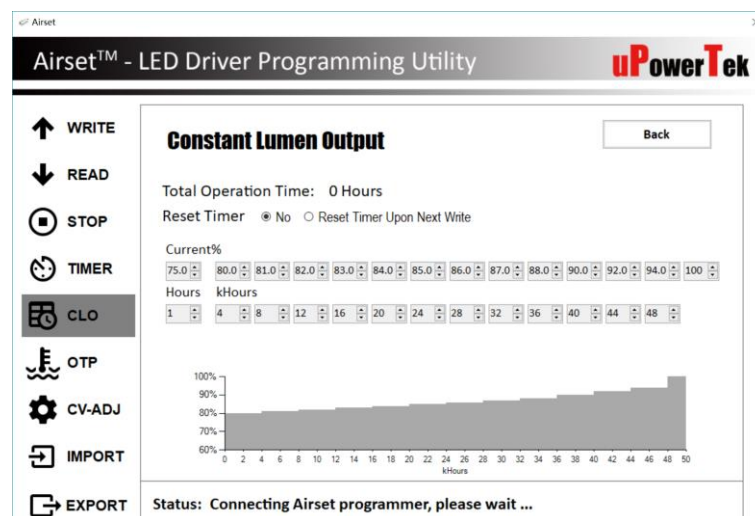 Airset
Airset™ - LED Driver Programming Utility
uPowerTek
WRITE
READ
STOP
TIMER
CLO
OTP
CV-ADJ
IMPORT
EXPORT
Constant Lumen Output
Back
Total Operation Time: 0 Hours
Reset Timer No Reset Timer Upon Next Write
Current%
75.0 80.0 81.0 82.0 83.0 84.0 85.0 86.0 87.0 88.0 90.0 92.0 94.0 100
Hours kHours
1 4 8 12 16 20 24 28 32 36 40 44 48
100%
90%
80%
70%
60%
0 2 4 6 8 10 12 14 16 18 20 22 24 26 28 30 32 34 36 38 40 42 44 46 48 50
kHours
Status: Connecting Airset programmer, please wait ...